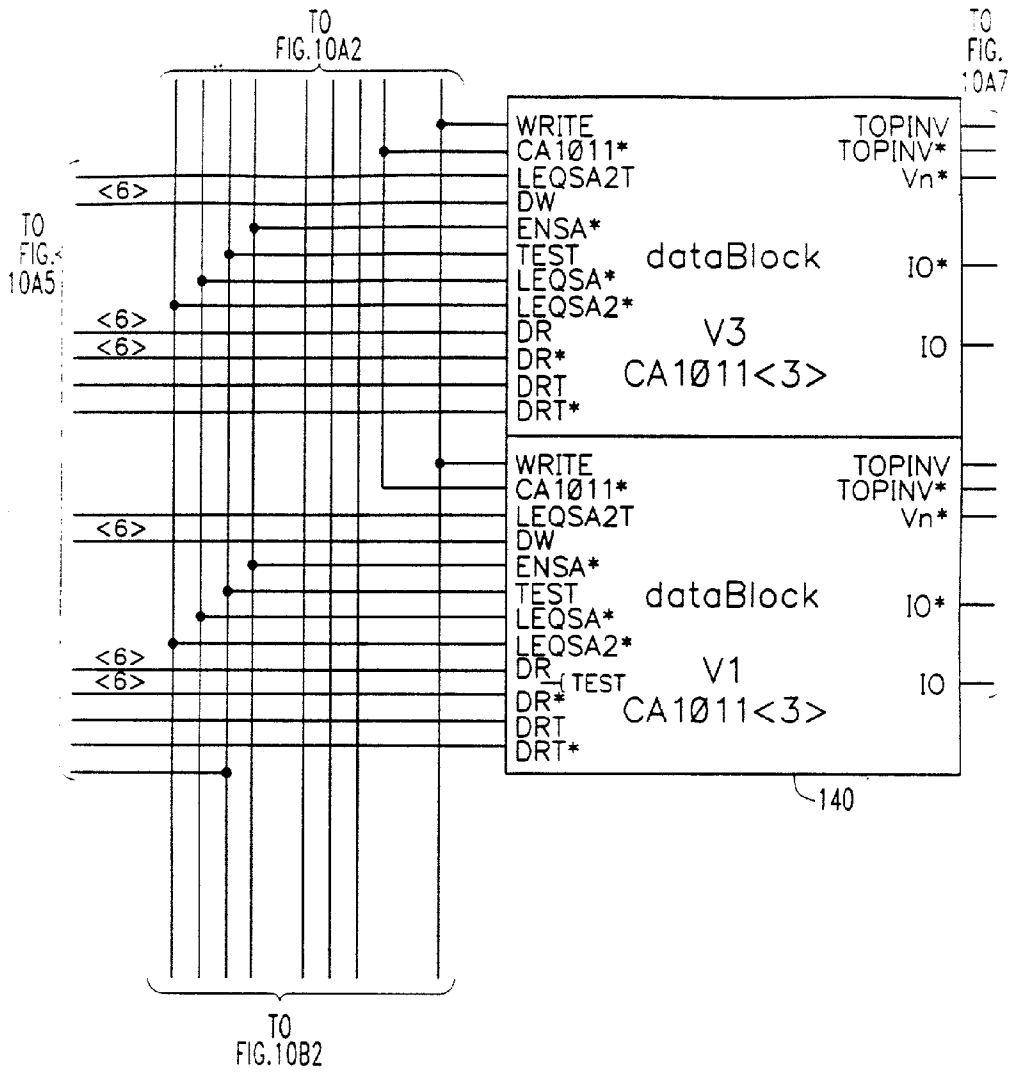 TO
FIG.10A2
TO
FIG.
10A7
TO
FIG.
10A5
WRITE
CA1Ø11*
LEQSA2T
<6>
DW
ENSA*
TEST
LEQSA*
LEQSA2*
<6>
DR
<6>
DR*
DRT
DRT*
dataBlock
V3
CA1Ø11<3>
TOPINV
TOPINV*
Vn*
IO*
IO
WRITE
CA1Ø11*
LEQSA2T
<6>
DW
ENSA*
TEST
LEQSA*
LEQSA2*
<6>
DR
TEST
<6>
DR*
DRT
DRT*
dataBlock
V1
CA1Ø11<3>
TOPINV
TOPINV*
Vn*
IO*
IO
140
TO
FIG.10B2